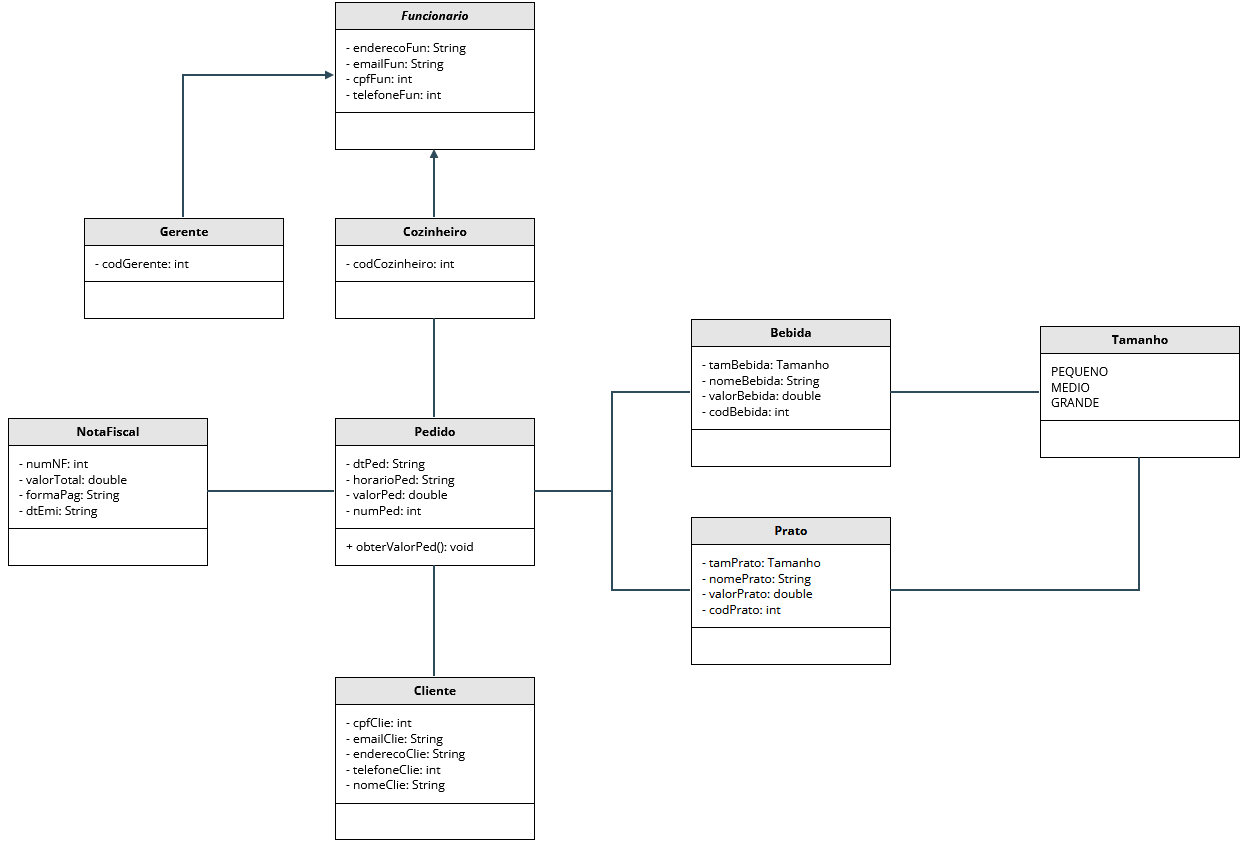 Funcionario
- enderecoFun: String
- emailFun: String
- cpfFun: int
- telefoneFun: int
Gerente
- codGerente: int
Cozinheiro
- codCozinheiro: int
Bebida
- tamBebida: Tamanho
- nomeBebida: String
- valorBebida: double
- codBebida: int
Tamanho
PEQUENO
MEDIO
GRANDE
NotaFiscal
- numNF: int
- valorTotal: double
- formaPag: String
- dtEmi: String
Pedido
- dtPed: String
- horarioPed: String
- valorPed: double
- numPed: int
+ obterValorPed(): void
Prato
- tamPrato: Tamanho
- nomePrato: String
- valorPrato: double
- codPrato: int
Cliente
- cpfClie: int
- emailClie: String
- enderecoClie: String
- telefoneClie: int
- nomeClie: String